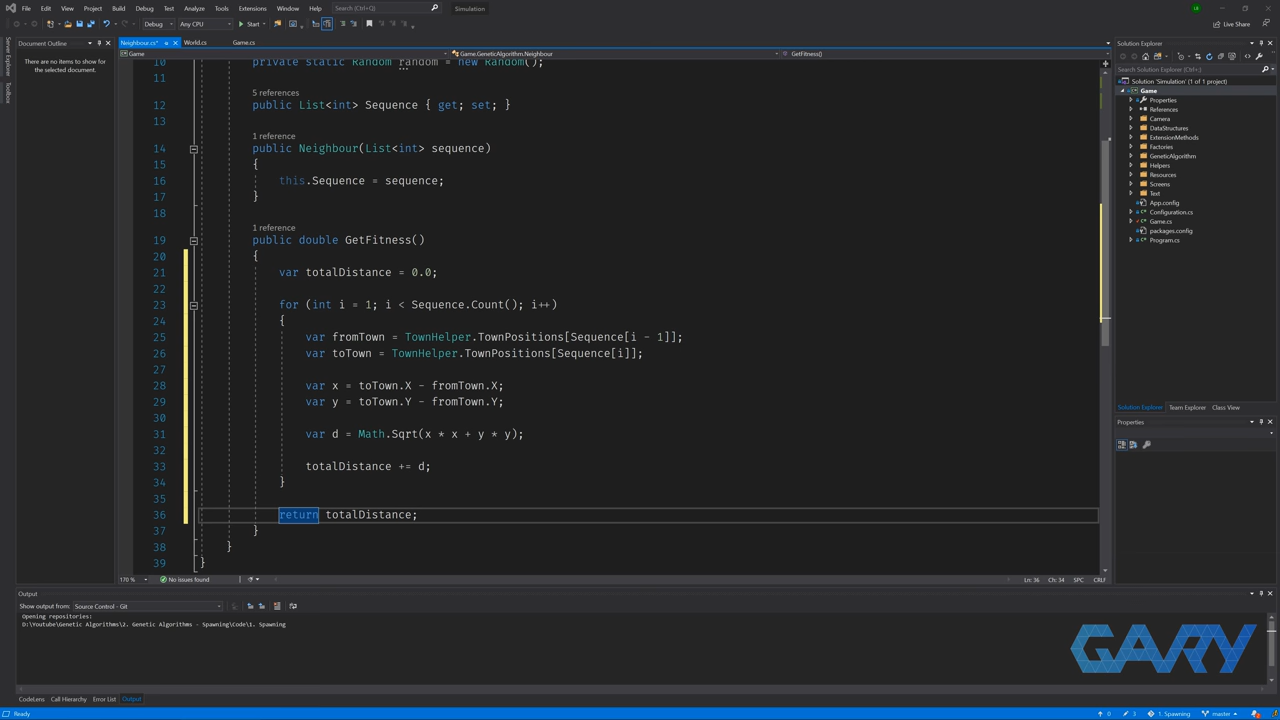 File Edit View Project Build Debug Test Analyze Tools Extensions Window Help Search (Ctrl+Q) Simulation LB
Debug Any CPU Start Live Share
Server Explorer
Toolbox
Document Outline
There are no items to show for the selected document.
Neighbour.cs* World.cs Game.cs
Game Game.GeneticAlgorithm.Neighbour GetFitness()
10 private static Random random = new Random();
11
5 references
12 public List<int> Sequence { get; set; }
13
1 reference
14 public Neighbour(List<int> sequence)
15 {
16 this.Sequence = sequence;
17 }
18
1 reference
19 public double GetFitness()
20 {
21 var totalDistance = 0.0;
22
23 for (int i = 1; i < Sequence.Count(); i++)
24 {
25 var fromTown = TownHelper.TownPositions[Sequence[i - 1]];
26 var toTown = TownHelper.TownPositions[Sequence[i]];
27
28 var x = toTown.X - fromTown.X;
29 var y = toTown.Y - fromTown.Y;
30
31 var d = Math.Sqrt(x * x + y * y);
32
33 totalDistance += d;
34 }
35
36 return totalDistance;
37 }
38 }
39 }
170 % No issues found Ln: 36 Ch: 34 SPC CRLF
Solution Explorer
Search Solution Explorer (Ctrl+;)
Solution 'Simulation' (1 of 1 project)
Game
Properties
References
Camera
DataStructures
ExtensionMethods
Factories
GeneticAlgorithm
Helpers
Resources
Screens
Text
App.config
Configuration.cs
Game.cs
packages.config
Program.cs
Solution Explorer Team Explorer Class View
Properties
Output
Show output from: Source Control - Git
Opening repositories:
D:\Youtube\Genetic Algorithms\2. Genetic Algorithms - Spawning\Code\1. Spawning
GARY
CodeLens Call Hierarchy Error List Output
Ready 0 3 1. Spawning master